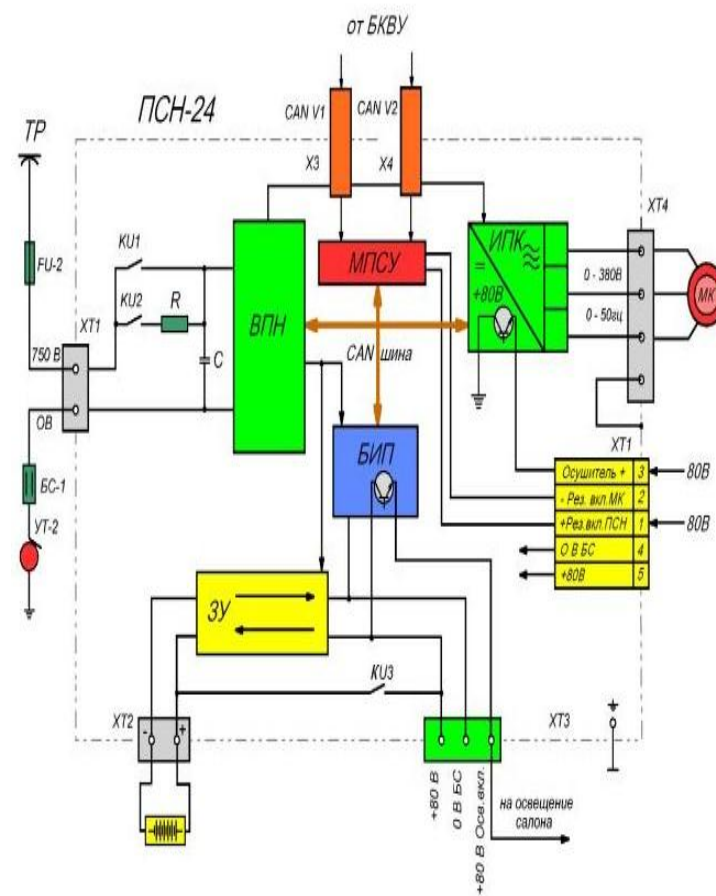 от БКВУ
ПСН-24
CAN V1
CAN V2
ТР
X3
X4
XT4
FU-2
KU1
KU2
R
ВПН
МПСУ
ИПК
=
+80В
0 - 380В
0 - 50гц
МК
XT1
750 В
C
CAN шина
0В
БС-1
УТ-2
БИП
XT1
Осушитель + 3
80В
- Рез. вкл.МК 2
+Рез.вкл.ПСН 1
80В
О В БС 4
+80В 5
ЗУ
KU3
XT2
- +
XT3
+80 В
0 В БС
+80 В Осв.вкл.
на освещение
салона